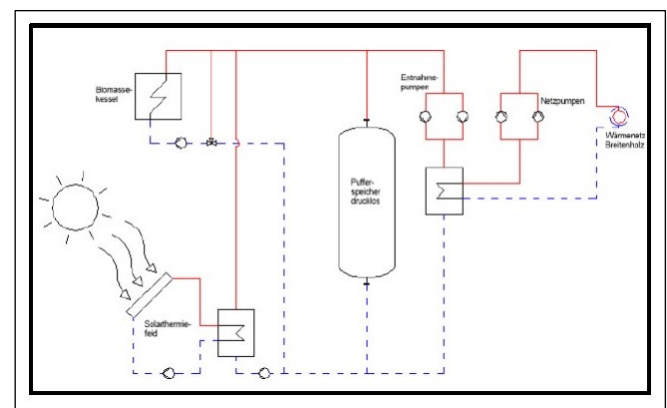 Biomasse-
kessel
Entnahme-
pumpen
Netzpumpen
Wärmenetz
Breitenholz
Puffer-
speicher
drucklos
Solarthermie-
feld